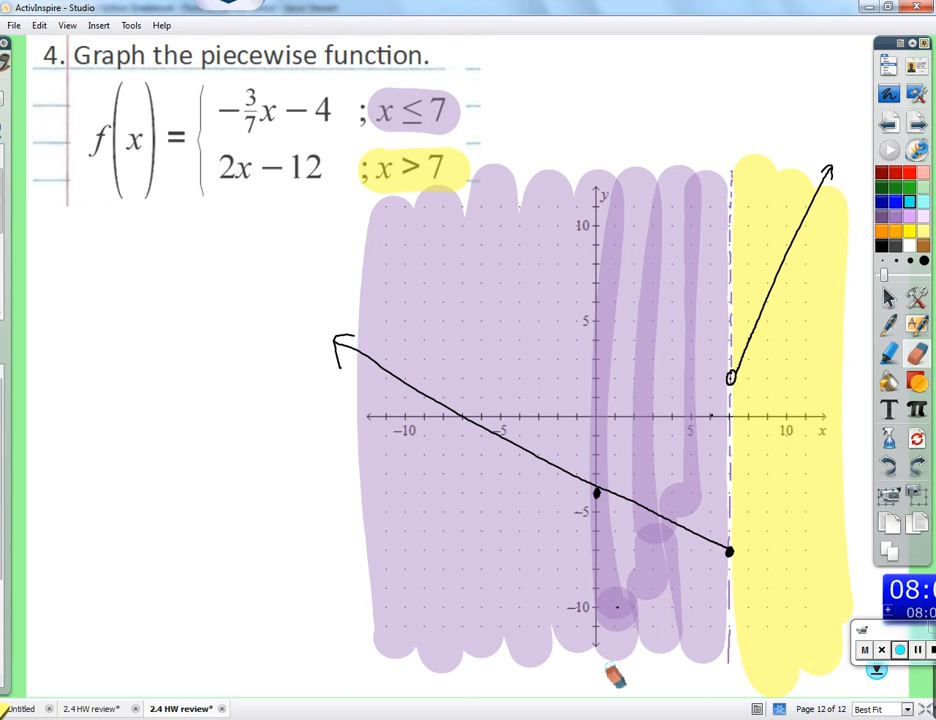 ActivInspire - Studio
File Edit View Insert Tools Help
4. Graph the piecewise function.
f(x) = { -3/7x - 4 ; x ≤ 7
2x - 12 ; x > 7
y
10
5
-10 -5 5 10 x
-5
-10
T π
08:0
08:0
M
Untitled 2.4 HW review* 2.4 HW review* Page 12 of 12 Best Fit